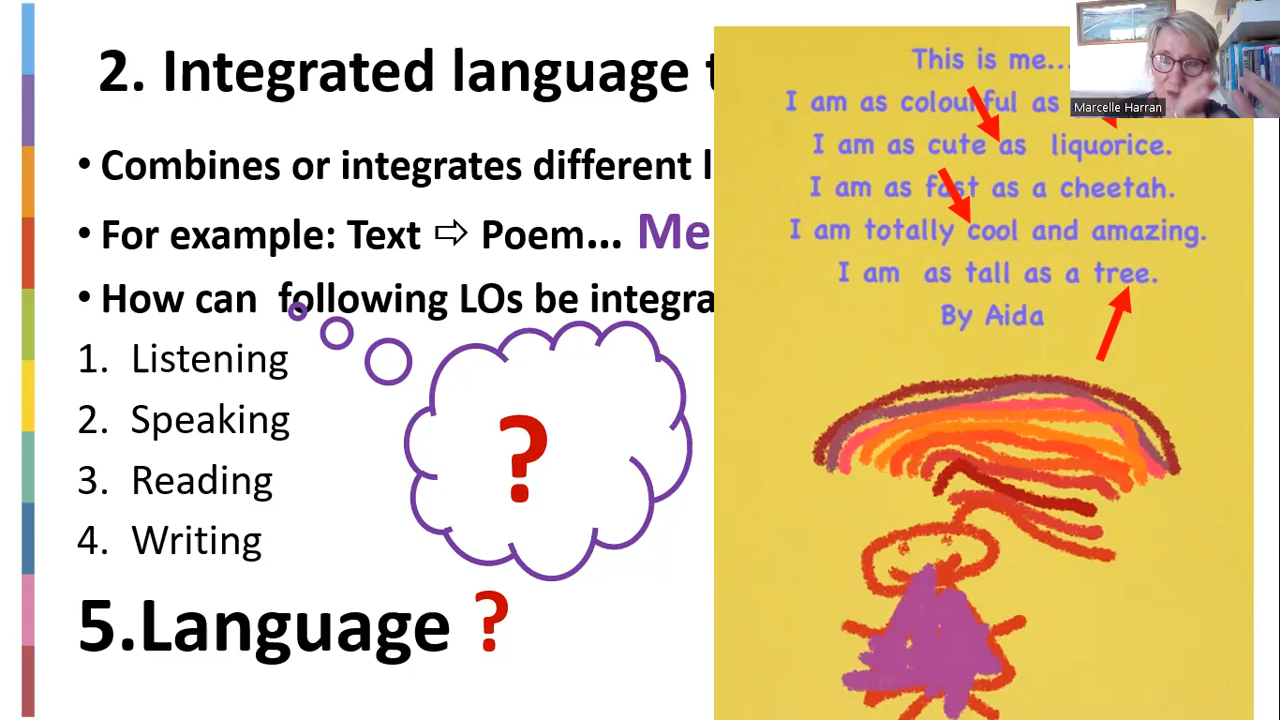 2. Integrated language
• Combines or integrates different
• For example: Text ⇨ Poem... Me
• How can following LOs be integra
1. Listening
2. Speaking
3. Reading
4. Writing
5.Language ?
?
This is me...
I am as colourful as
I am as cute as liquorice.
I am as fast as a cheetah.
I am totally cool and amazing.
I am as tall as a tree.
By Aida
Marcelle Harran